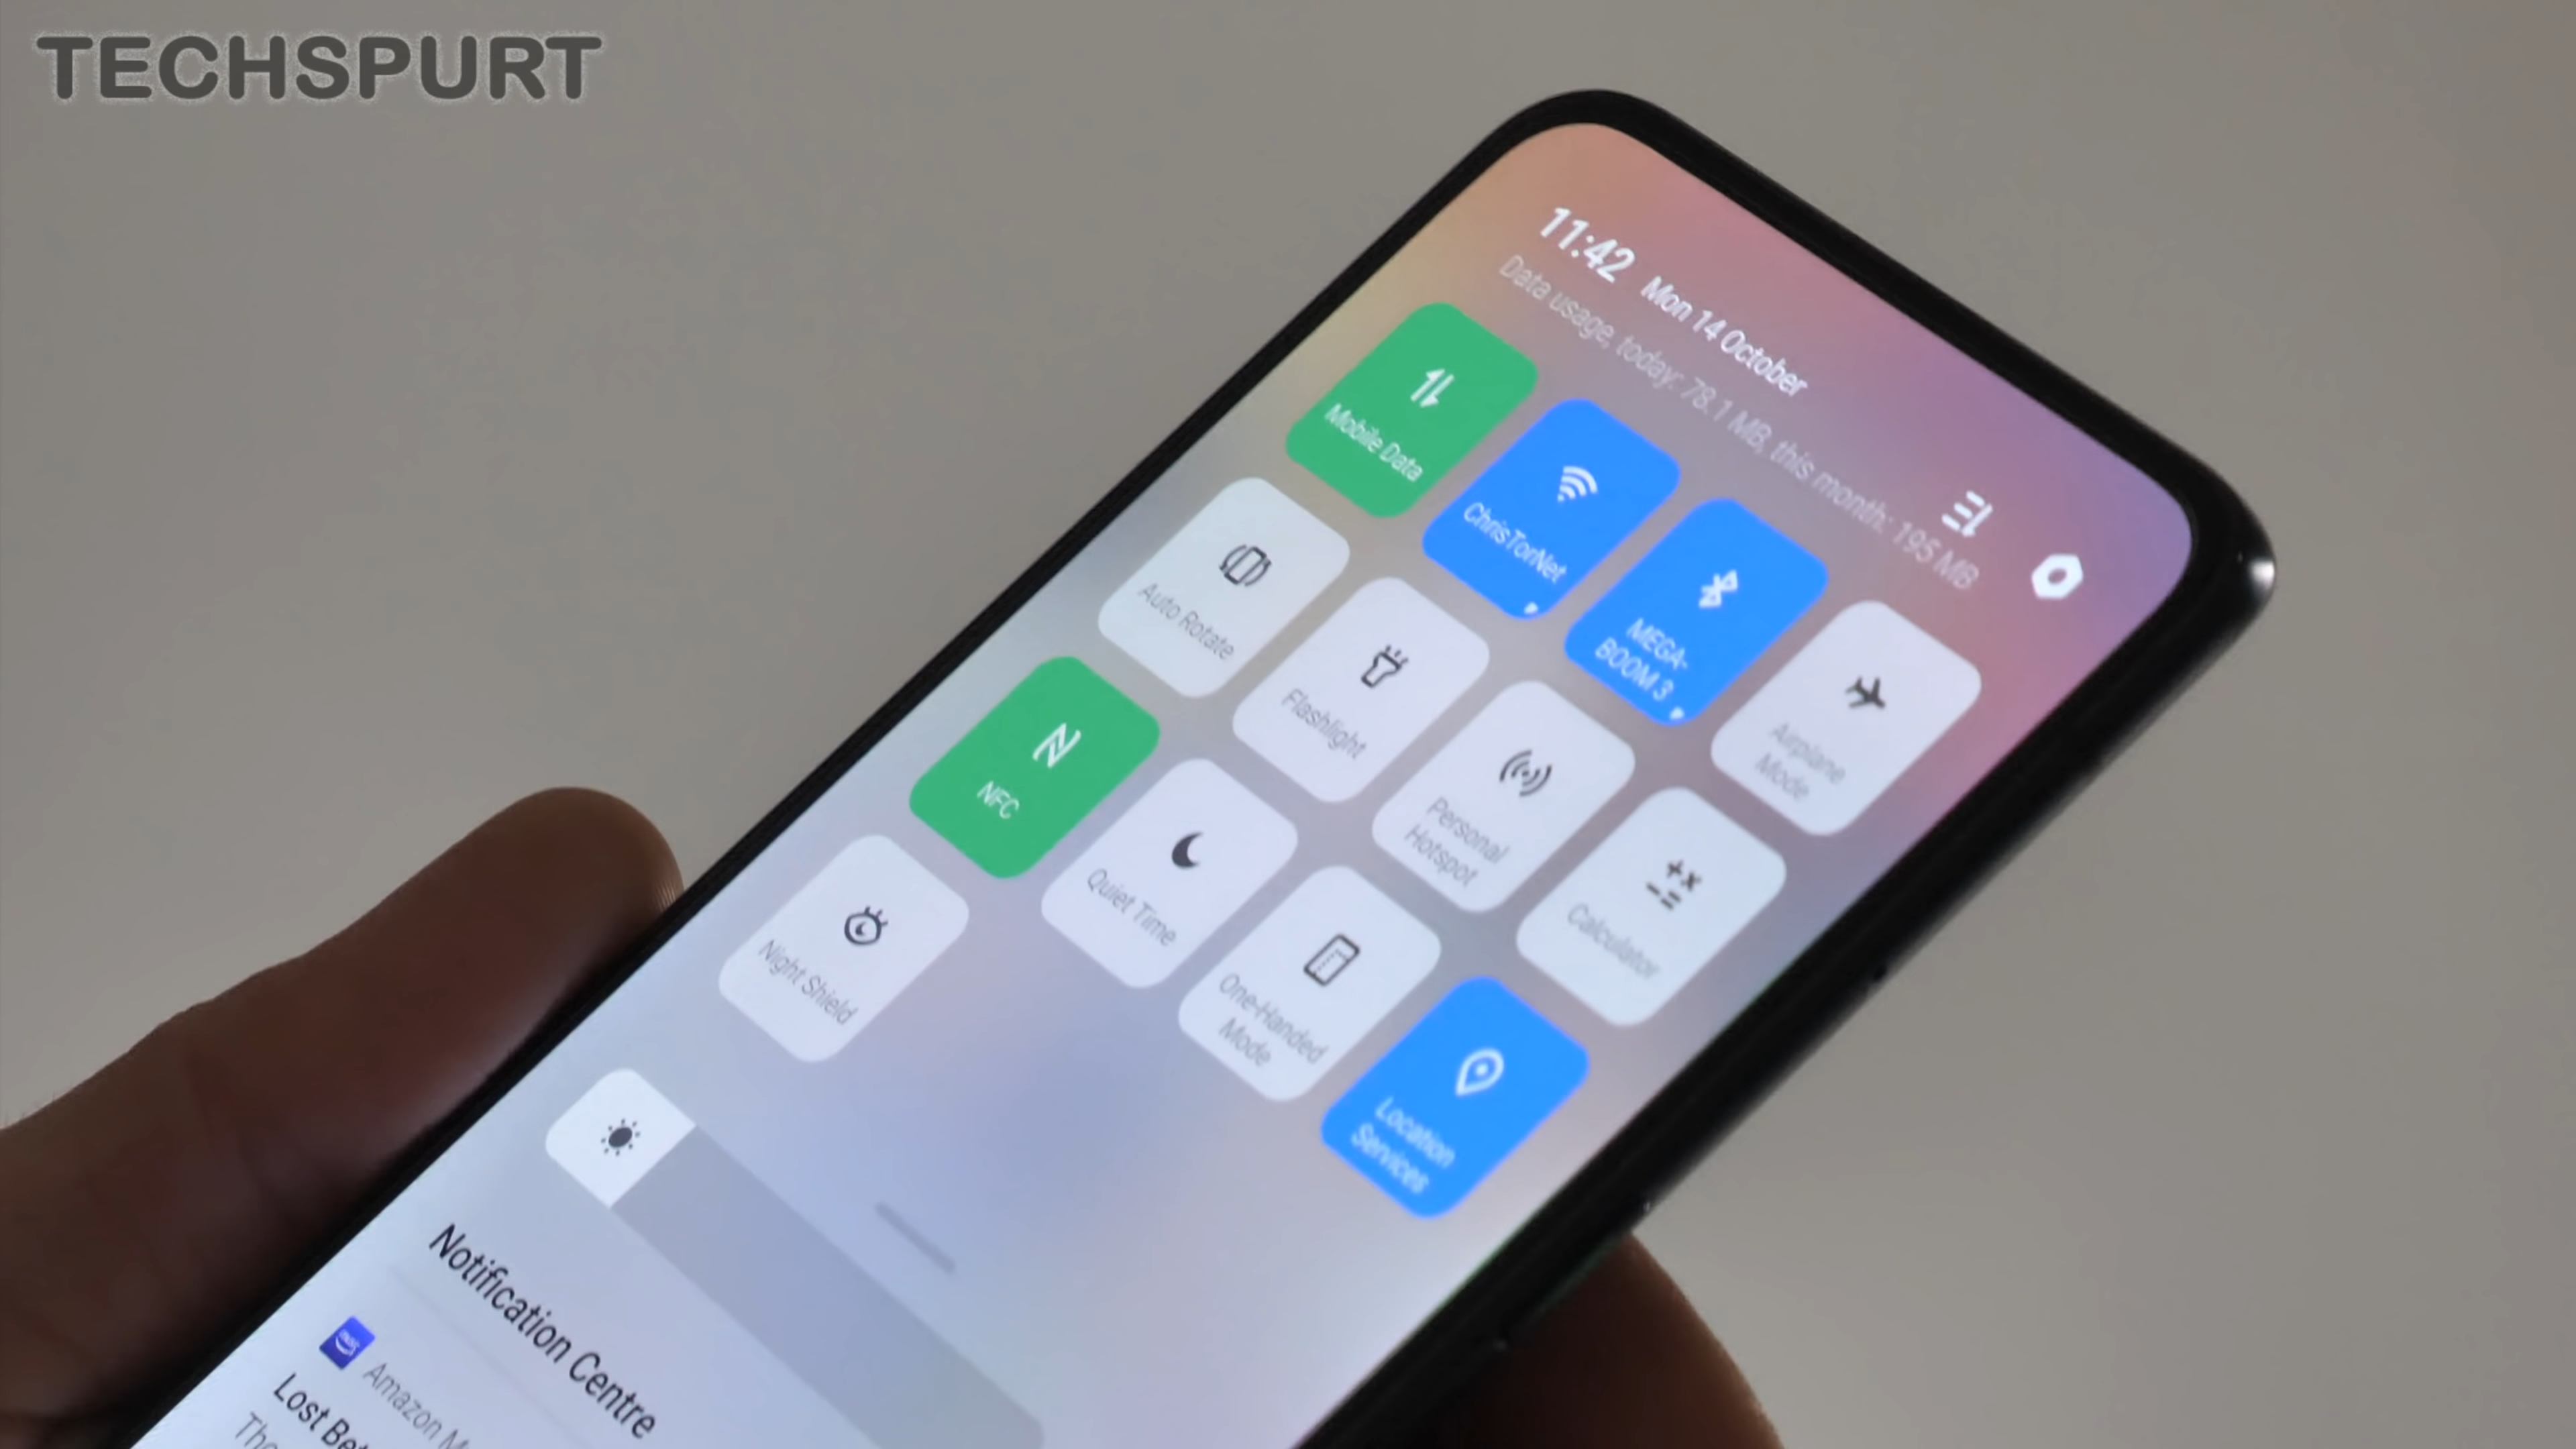 TECHSPURT
11:42 Mon 14 October
Data usage, today: 78.1 MB, this month: 195 MB
Mobile Data
ChrisTorNet
MEGA-
BOOM 3
Airplane
Mode
Auto Rotate
Flashlight
Personal
Hotspot
Calculator
NFC
Quiet Time
One-Handed
Mode
Location
Services
Night Shield
Notification Centre
Amazon M
Lost Bet
The